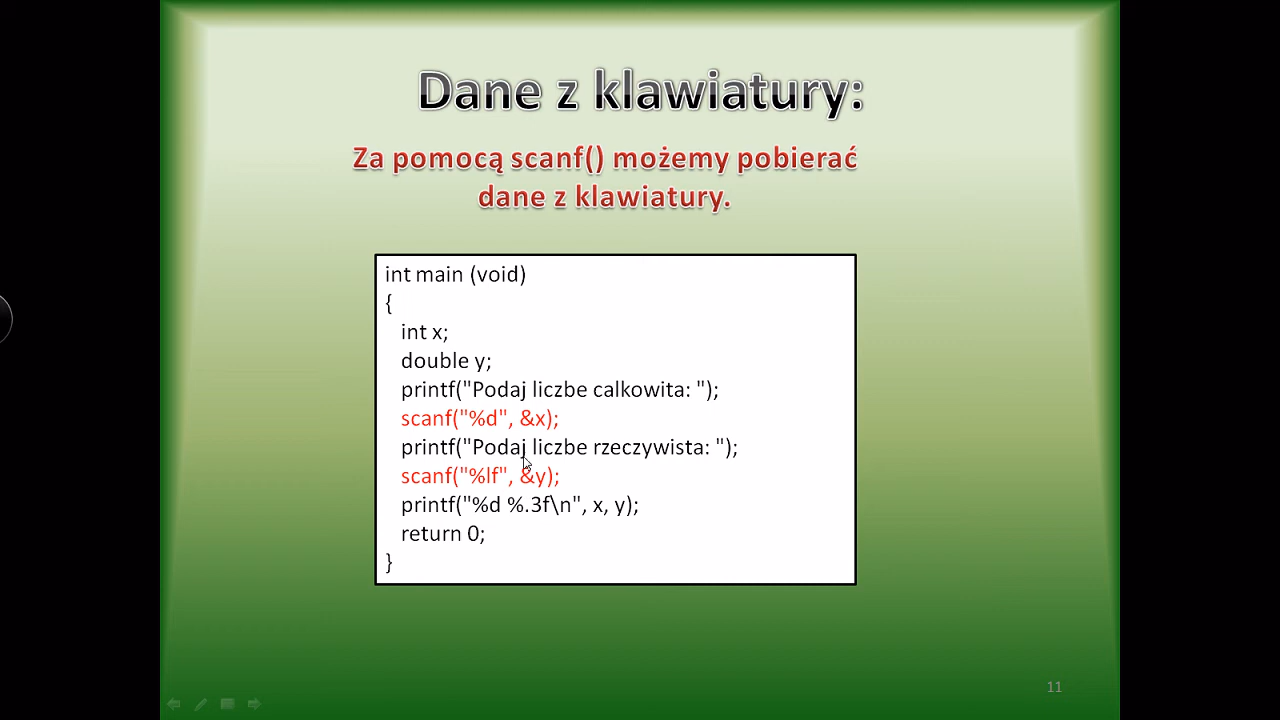 Dane z klawiatury:
Za pomocą scanf() możemy pobierać
dane z klawiatury.
int main (void)
{
int x;
double y;
printf("Podaj liczbe calkowita: ");
scanf("%d", &x);
printf("Podaj liczbe rzeczywista: ");
scanf("%lf", &y);
printf("%d %.3f\n", x, y);
return 0;
}
11